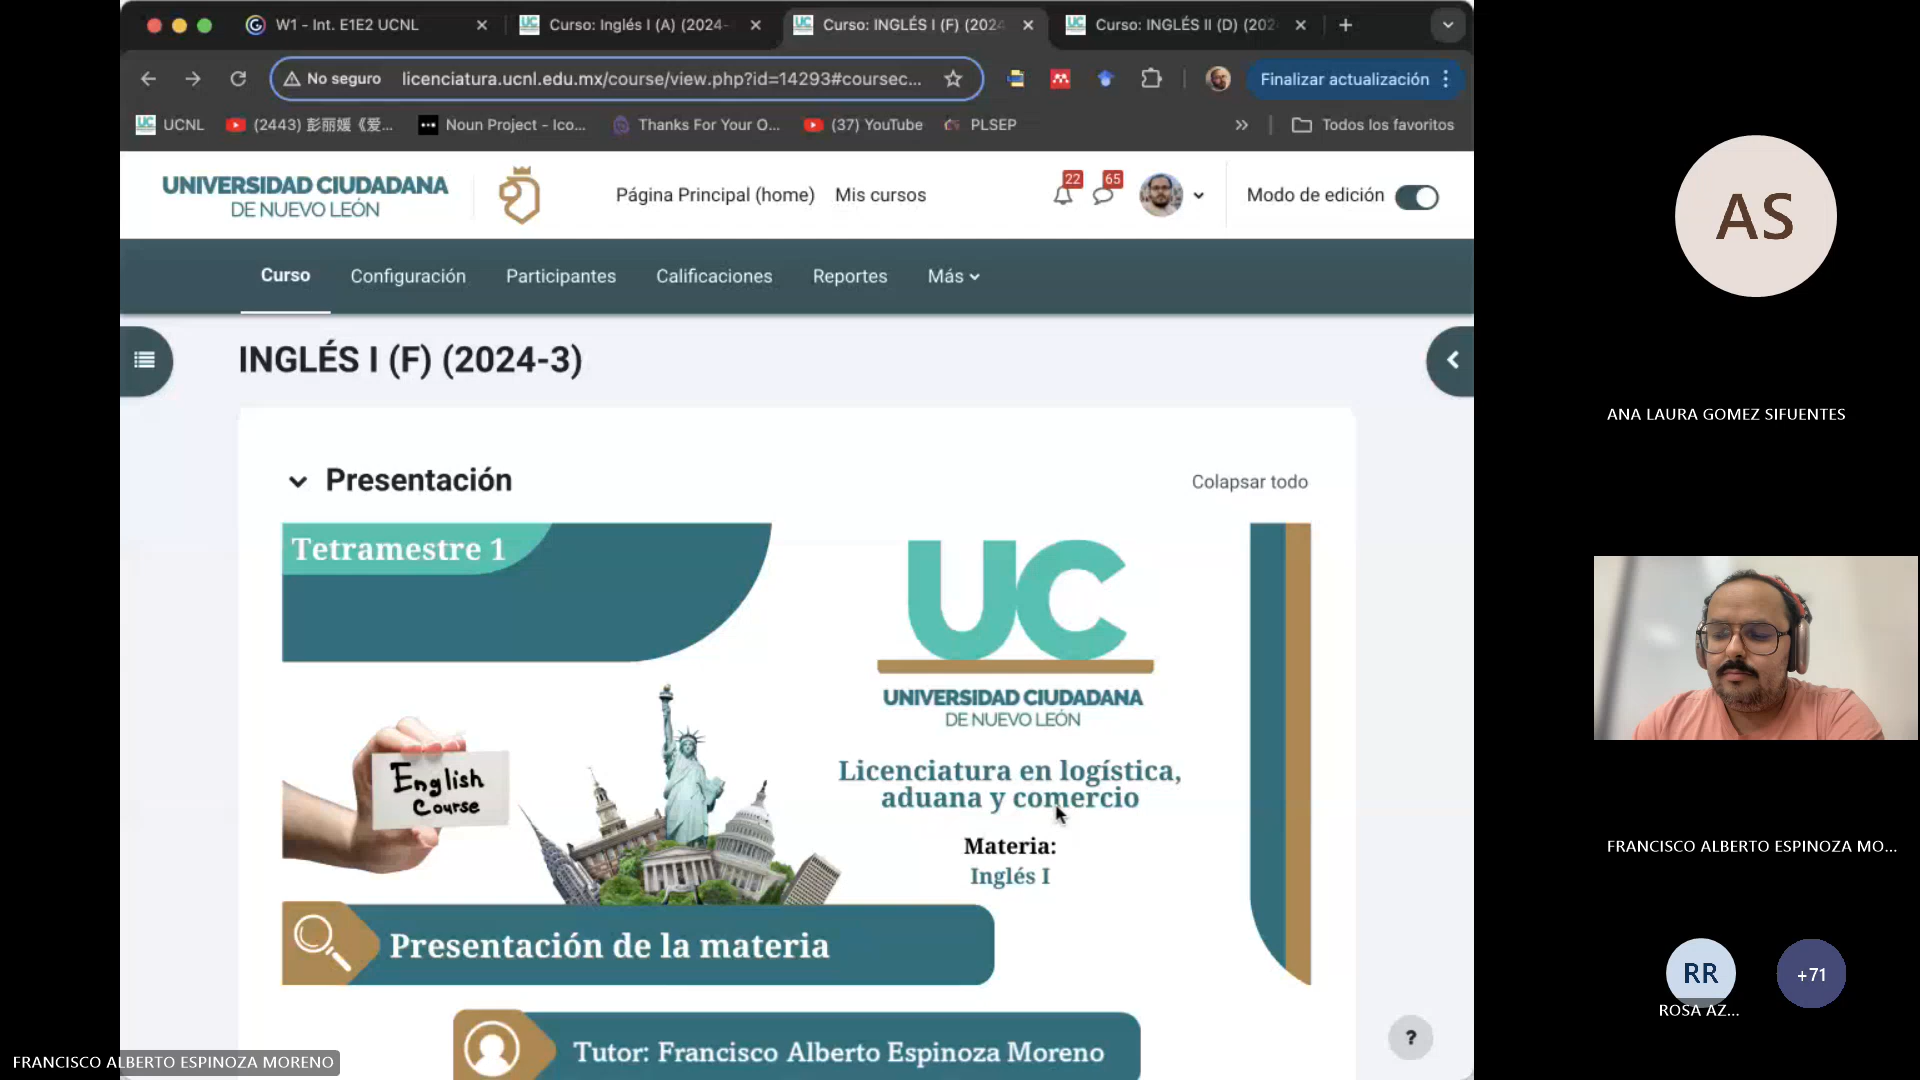 W1 - Int. E1E2 UCNL
Curso: Inglés I (A) (2024-
Curso: INGLÉS I (F) (2024
Curso: INGLÉS II (D) (202
No seguro
licenciatura.ucnl.edu.mx/course/view.php?id=14293#coursec...
Finalizar actualización
UCNL
(2443) 彭丽媛《爱...
Noun Project - Ico...
Thanks For Your O...
(37) YouTube
PLSEP
Todos los favoritos
UNIVERSIDAD CIUDADANA
DE NUEVO LEÓN
Página Principal (home)
Mis cursos
22
65
Modo de edición
Curso
Configuración
Participantes
Calificaciones
Reportes
Más
INGLÉS I (F) (2024-3)
Presentación
Colapsar todo
Tetramestre 1
UC
UNIVERSIDAD CIUDADANA
DE NUEVO LEÓN
English
Course
Licenciatura en logística,
aduana y comercio
Materia:
Inglés I
Presentación de la materia
Tutor: Francisco Alberto Espinoza Moreno
?
FRANCISCO ALBERTO ESPINOZA MORENO
AS
ANA LAURA GOMEZ SIFUENTES
FRANCISCO ALBERTO ESPINOZA MO...
RR
+71
ROSA AZ...